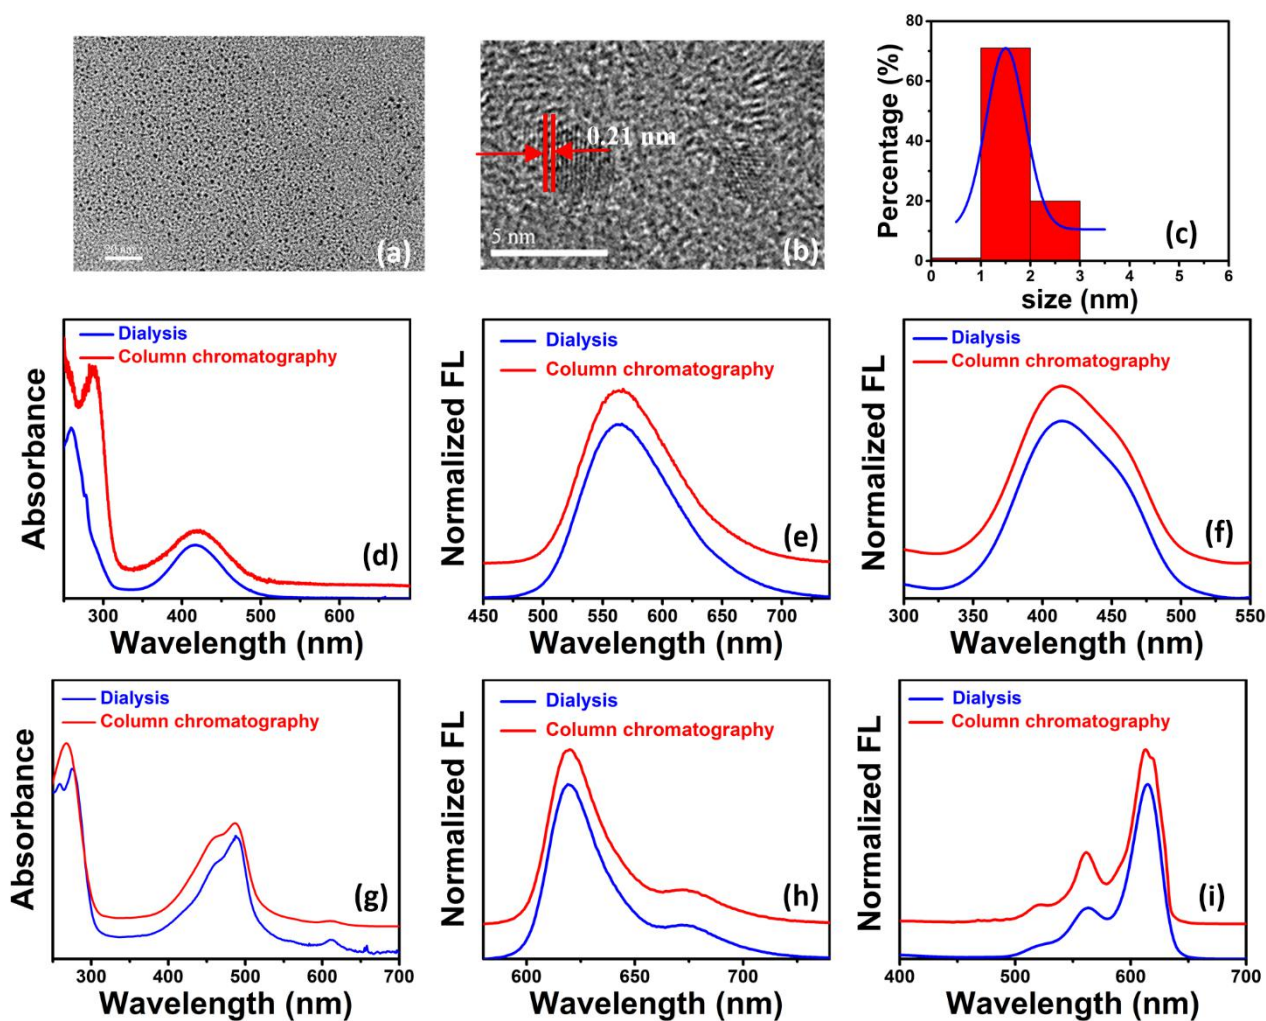 20 nm
(a)
0.21 nm
5 nm
(b)
Percentage (%)
80
60
40
20
0
0 1 2 3 4 5 6
size (nm)
(c)
Absorbance
Dialysis
Column chromatography
(d)
300 400 500 600
Wavelength (nm)
Normalized FL
Dialysis
Column chromatography
(e)
450 500 550 600 650 700
Wavelength (nm)
Normalized FL
Dialysis
Column chromatography
(f)
300 350 400 450 500 550
Wavelength (nm)
Absorbance
Dialysis
Column chromatography
(g)
300 400 500 600 700
Wavelength (nm)
Normalized FL
Dialysis
Column chromatography
(h)
600 650 700
Wavelength (nm)
Normalized FL
Dialysis
Column chromatography
(i)
400 500 600 700
Wavelength (nm)